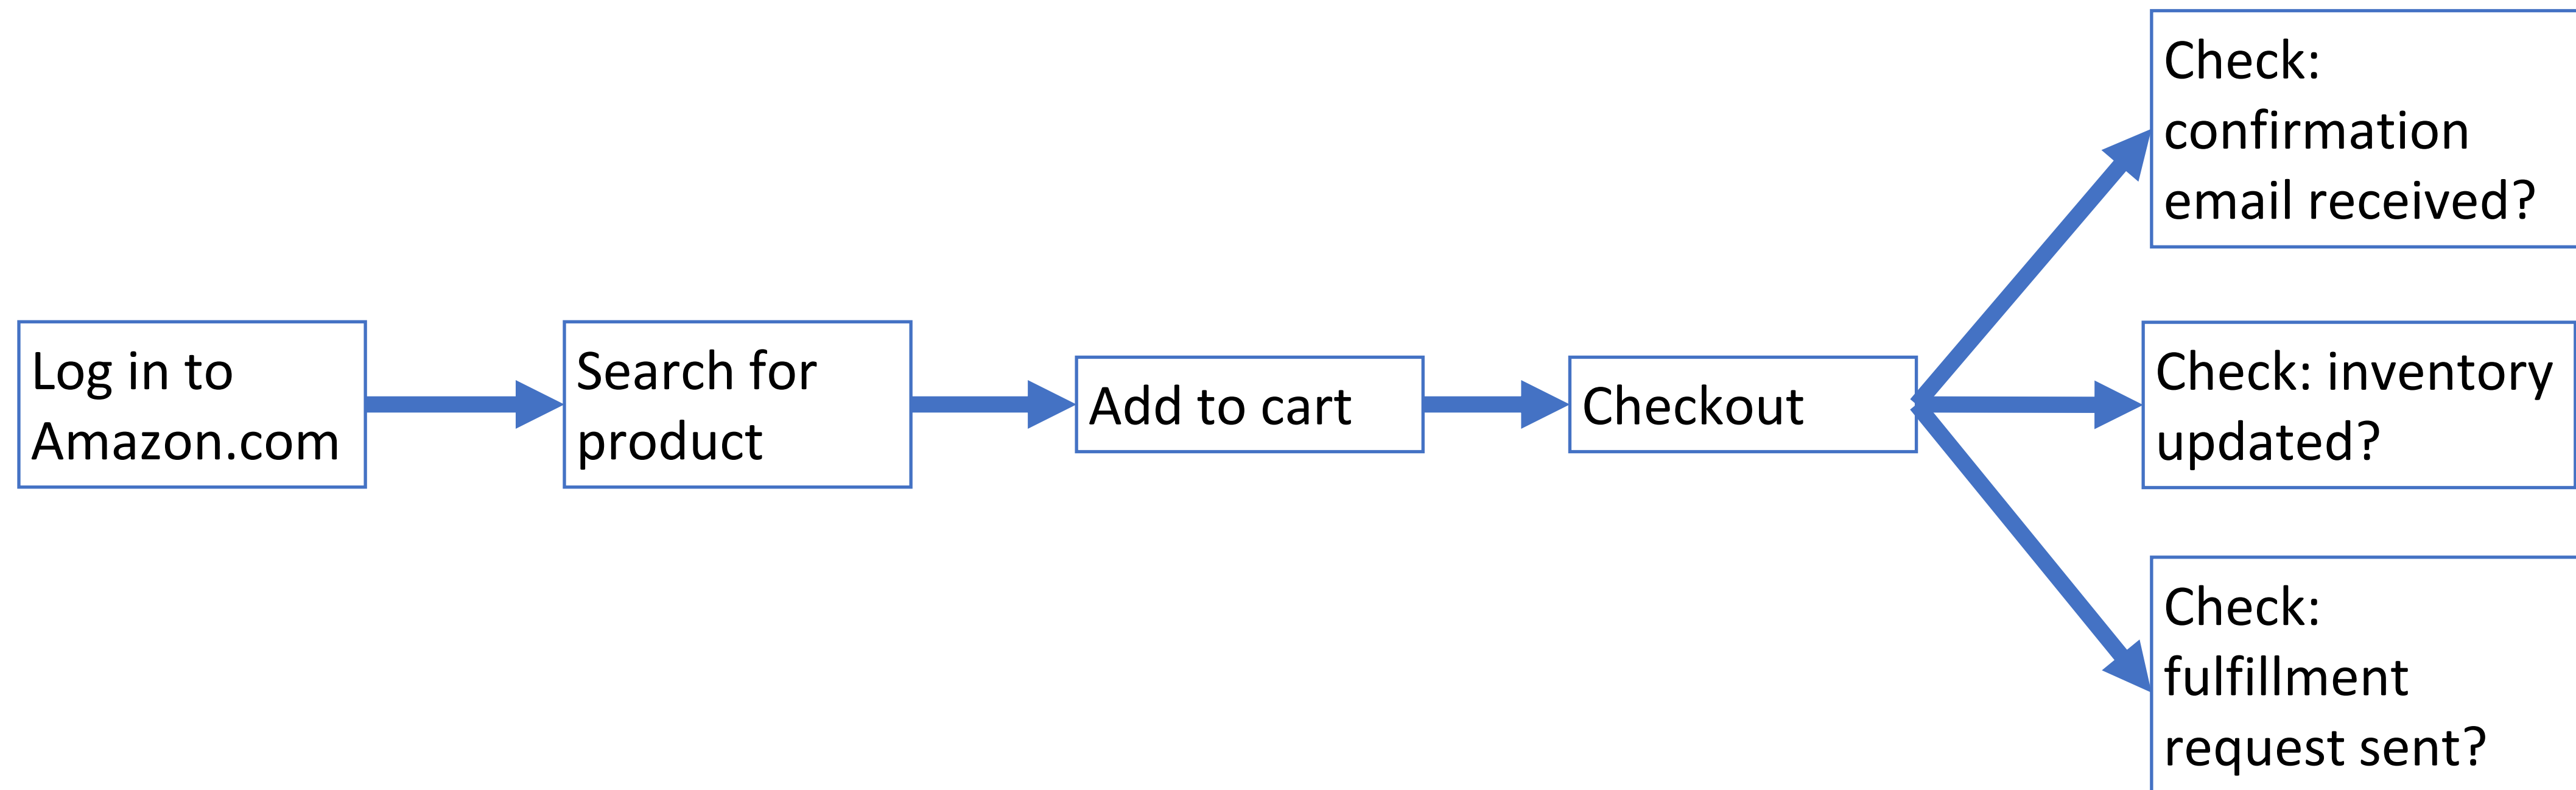 Log in to
Amazon.com
Search for
product
Add to cart
Checkout
Check:
confirmation
email received?
Check: inventory
updated?
Check:
fulfillment
request sent?